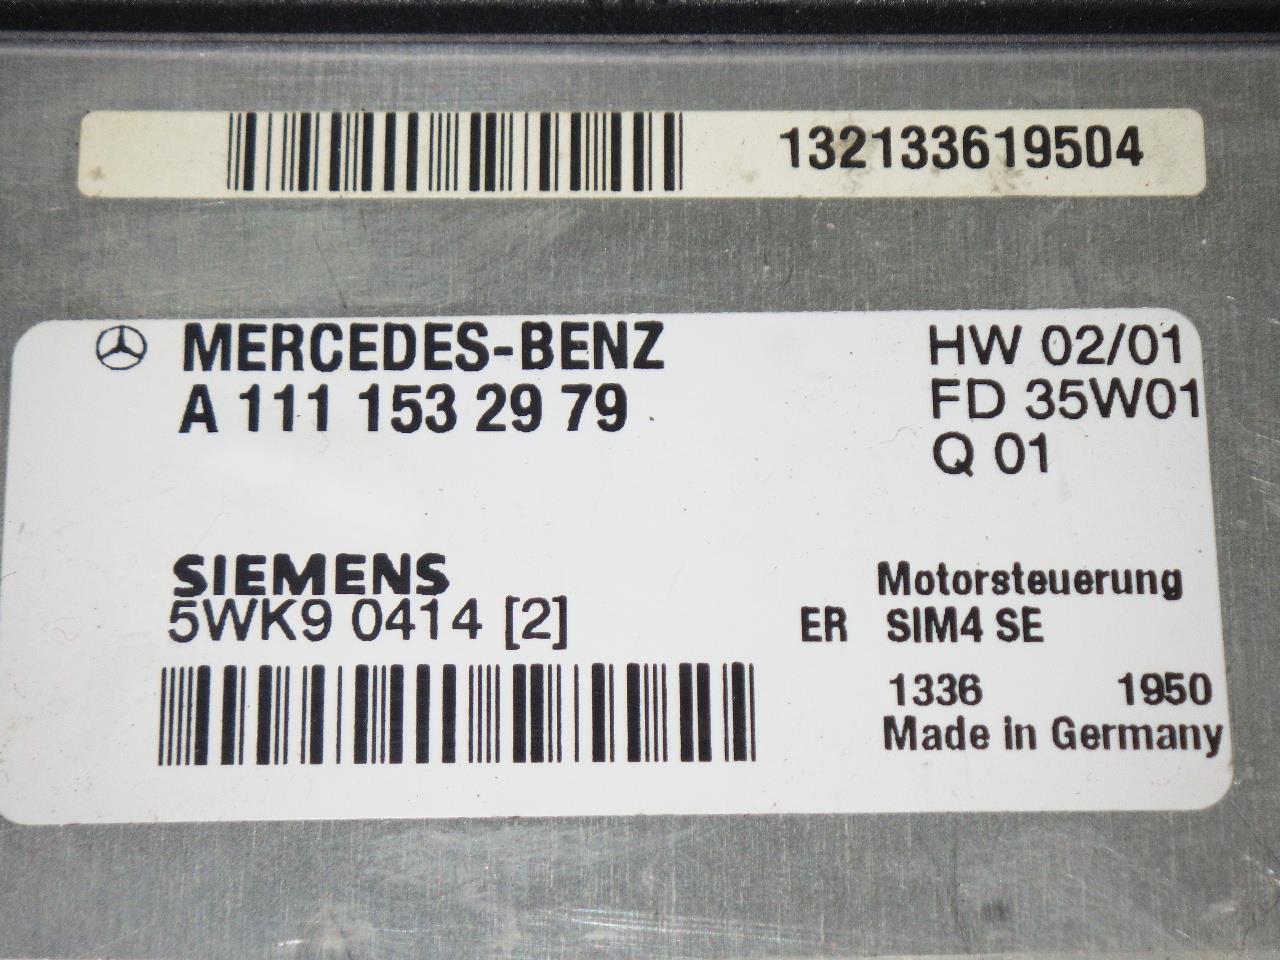 132133619504
MERCEDES-BENZ
A 111 153 29 79
HW 02/01
FD 35W01
Q 01
SIEMENS
5WK9 0414 [2]
Motorsteuerung
ER SIM4 SE
1336 1950
Made in Germany